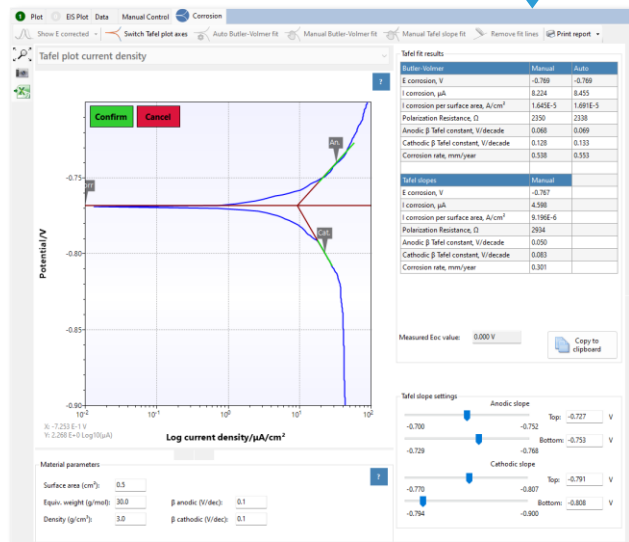 Plot EIS Plot Data Manual Control Corrosion
Show E corrected Switch Tafel plot axes Auto Butler-Volmer fit Manual Butler-Volmer fit Manual Tafel slope fit Remove fit lines Print report
Tafel plot current density
?
Confirm Cancel
An.
orr
Cat.
-0.75
-0.80
-0.85
-0.90
Potential/V
10-2 10-1 100 101 102
X: -7.253 E-1 V
Y: 2.268 E+0 Log10(µA)
Log current density/µA/cm²
Material parameters
?
Surface area (cm²): 0.5
Equiv. weight (g/mol): 30.0 β anodic (V/dec): 0.1
Density (g/cm³): 3.0 β cathodic (V/dec): 0.1
Tafel fit results
Butler-Volmer Manual Auto
E corrosion, V -0.769 -0.769
I corrosion, µA 8.224 8.455
I corrosion per surface area, A/cm² 1.645E-5 1.691E-5
Polarization Resistance, Ω 2350 2338
Anodic β Tafel constant, V/decade 0.068 0.069
Cathodic β Tafel constant, V/decade 0.128 0.133
Corrosion rate, mm/year 0.538 0.553
Tafel slopes Manual
E corrosion, V -0.767
I corrosion, µA 4.598
I corrosion per surface area, A/cm² 9.196E-6
Polarization Resistance, Ω 2934
Anodic β Tafel constant, V/decade 0.050
Cathodic β Tafel constant, V/decade 0.083
Corrosion rate, mm/year 0.301
Measured Eoc value: 0.000 V Copy to
clipboard
Tafel slope settings
Anodic slope
Top: -0.727 V
-0.700 -0.752
Bottom: -0.753 V
-0.729 -0.768
Cathodic slope
Top: -0.791 V
-0.770 -0.807
Bottom: -0.808 V
-0.794 -0.900